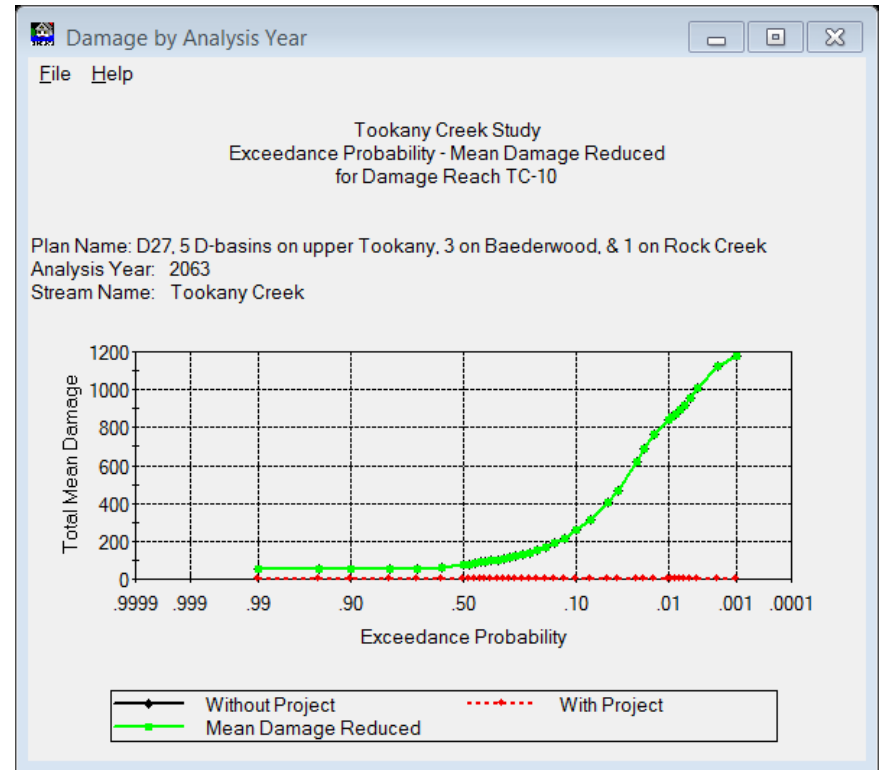 Damage by Analysis Year
File Help
Tookany Creek Study
Exceedance Probability - Mean Damage Reduced
for Damage Reach TC-10
Plan Name: D27, 5 D-basins on upper Tookany, 3 on Baederwood, & 1 on Rock Creek
Analysis Year: 2063
Stream Name: Tookany Creek
Total Mean Damage
1200
1000
800
600
400
200
0
.9999 .999 .99 .90 .50 .10 .01 .001 .0001
Exceedance Probability
Without Project With Project
Mean Damage Reduced